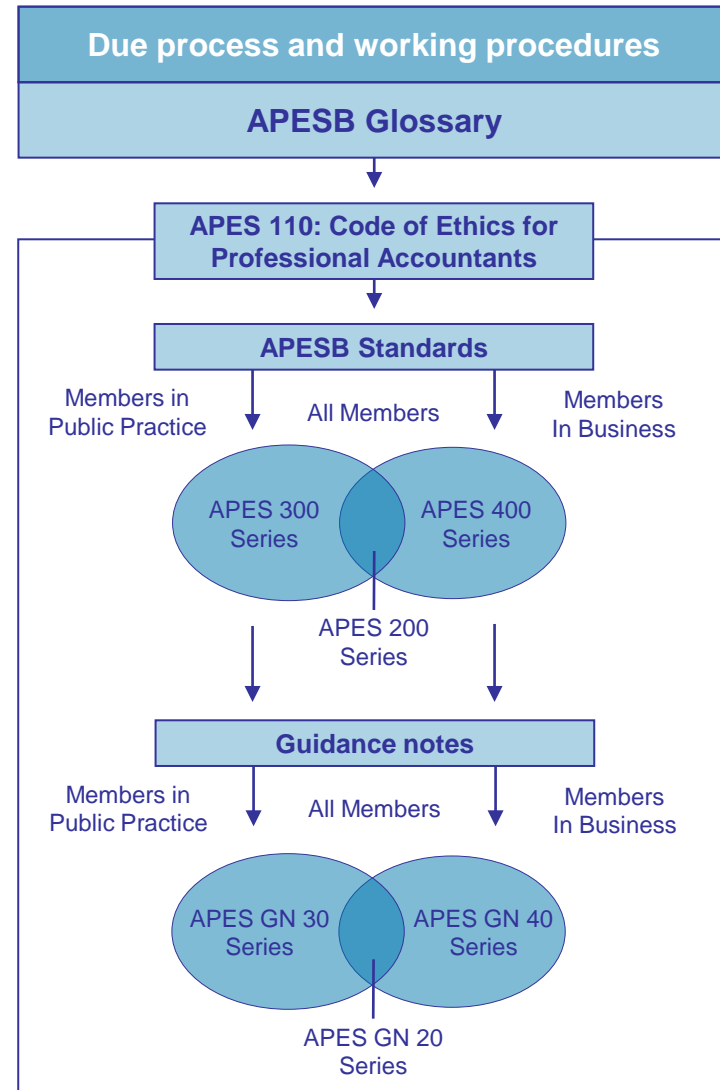 Due process and working procedures
APESB Glossary
APES 110: Code of Ethics for
Professional Accountants
APESB Standards
Members in
Public Practice
All Members
Members
In Business
APES 300
Series
APES 400
Series
APES 200
Series
Guidance notes
Members in
Public Practice
All Members
Members
In Business
APES GN 30
Series
APES GN 40
Series
APES GN 20
Series